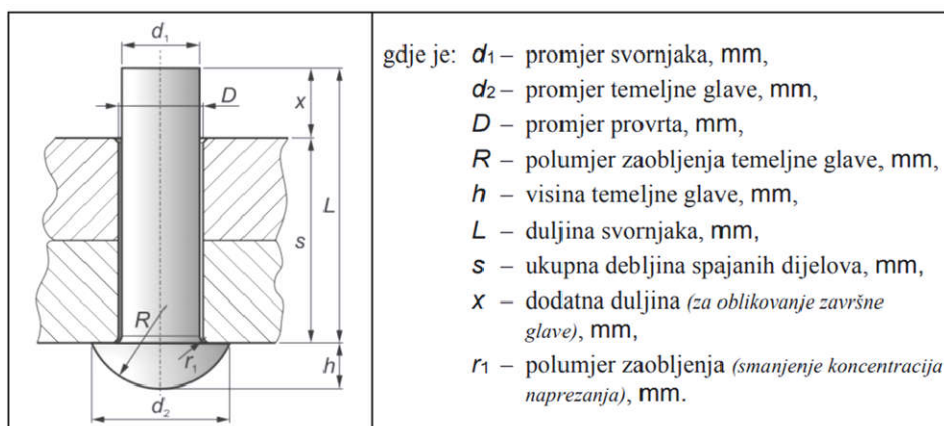 d₁
D
x
L
s
R
r₁
h
d₂
gdje je: d₁ – promjer svornjaka, mm,
d₂ – promjer temeljne glave, mm,
D – promjer provrta, mm,
R – polumjer zaobljenja temeljne glave, mm,
h – visina temeljne glave, mm,
L – duljina svornjaka, mm,
s – ukupna debljina spajanih dijelova, mm,
x – dodatna duljina (za oblikovanje završne
glave), mm,
r₁ – polumjer zaobljenja (smanjenje koncentracija
naprezanja), mm.